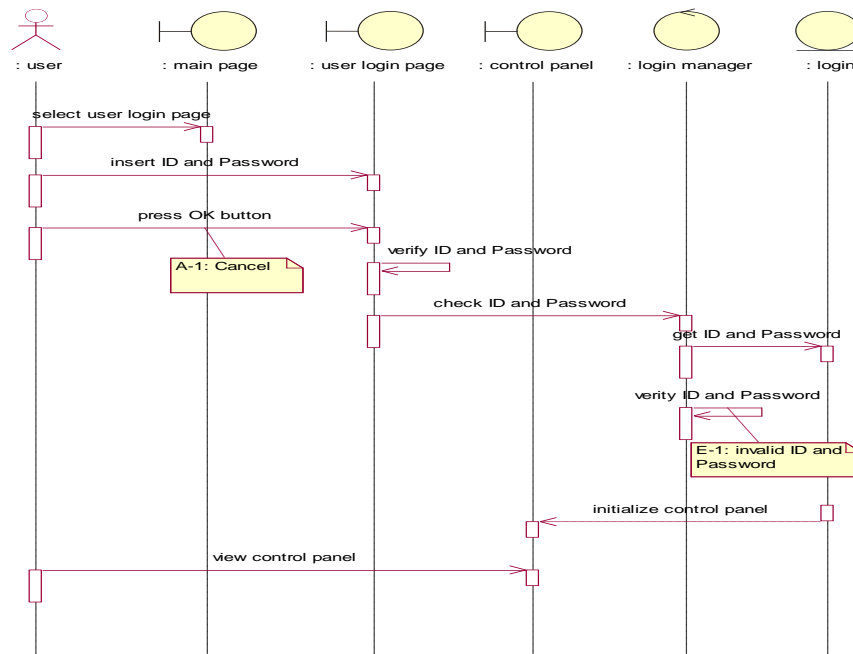 : user
: main page
: user login page
: control panel
: login manager
: login
select user login page
insert ID and Password
press OK button
A-1: Cancel
verify ID and Password
check ID and Password
get ID and Password
verity ID and Password
E-1: invalid ID and
Password
initialize control panel
view control panel